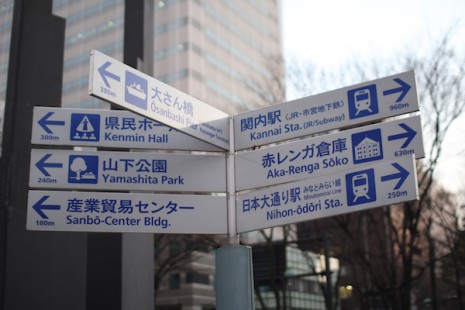 大さん橋
Ōsanbashi Pier
県民ホール
300m
Kenmin Hall
山下公園
240m
Yamashita Park
産業貿易センター
100m
Sanbō-Center Bldg.
関内駅 (JR・市営地下鉄)
960m
Kannai Sta. (JR/Subway)
赤レンガ倉庫
630m
Aka-Renga Sōko
日本大通り駅 みなとみらい線
Minatomirai Line
250m
Nihon-ōdōri Sta.